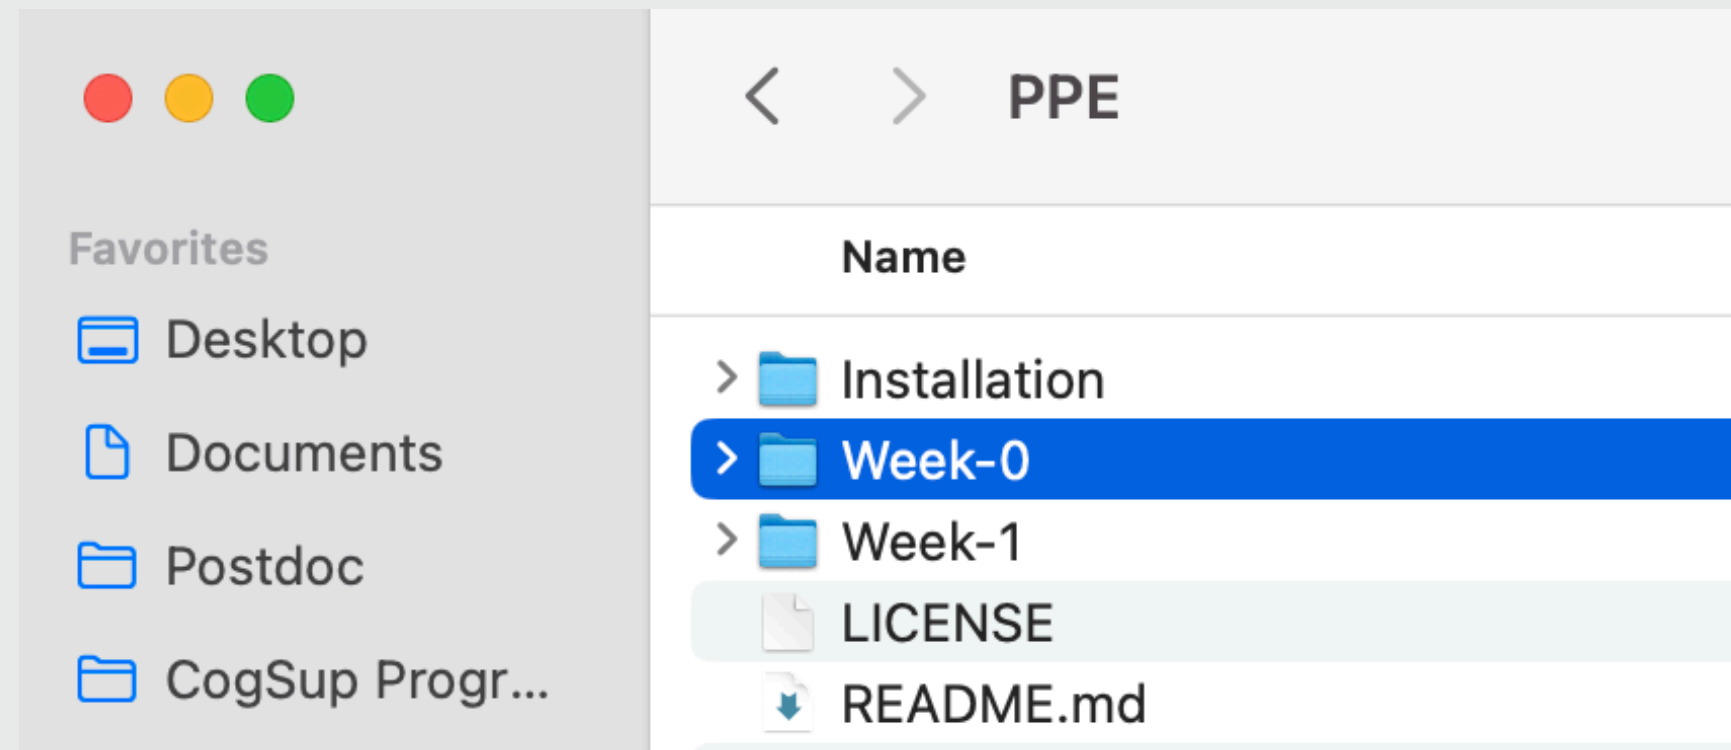 PPE
Favorites
Desktop
Documents
Postdoc
CogSup Progr...
Name
Installation
Week-0
Week-1
LICENSE
README.md